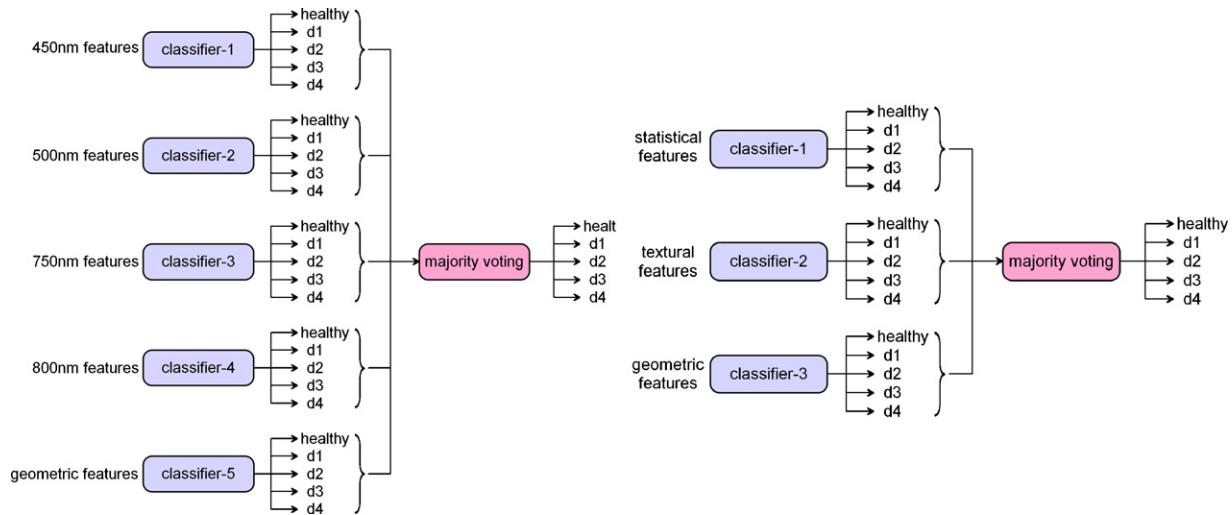 450nm features
classifier-1
healthy
d1
d2
d3
d4
500nm features
classifier-2
healthy
d1
d2
d3
d4
750nm features
classifier-3
healthy
d1
d2
d3
d4
800nm features
classifier-4
healthy
d1
d2
d3
d4
geometric features
classifier-5
healthy
d1
d2
d3
d4
majority voting
healt
d1
d2
d3
d4
statistical
features
classifier-1
healthy
d1
d2
d3
d4
textural
features
classifier-2
healthy
d1
d2
d3
d4
geometric
features
classifier-3
healthy
d1
d2
d3
d4
majority voting
healthy
d1
d2
d3
d4